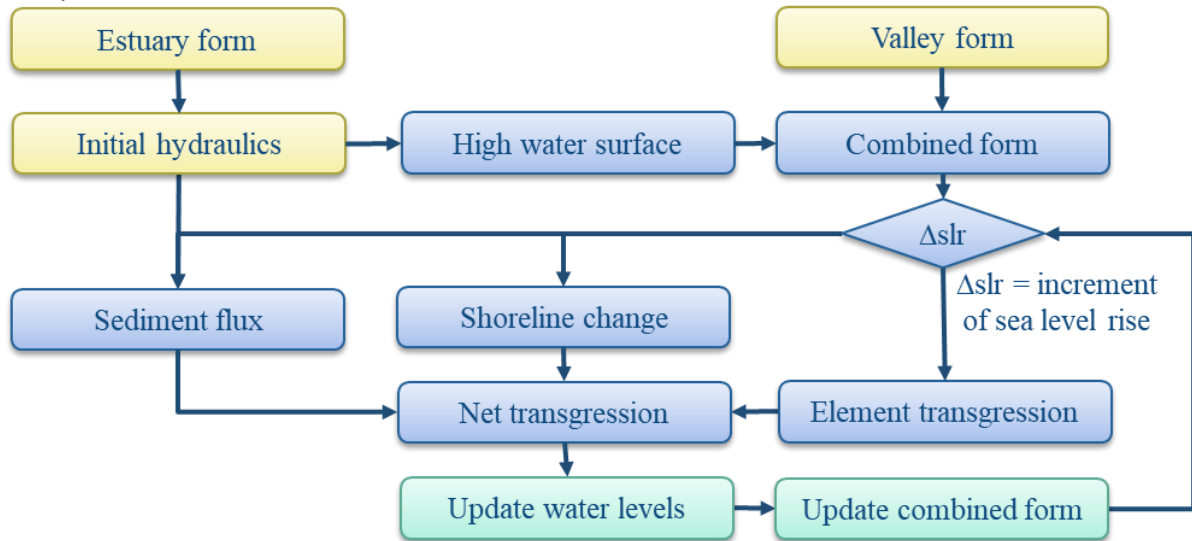 Estuary form
Valley form
Initial hydraulics
High water surface
Combined form
Δslr
Δslr = increment
of sea level rise
Sediment flux
Shoreline change
Net transgression
Element transgression
Update water levels
Update combined form